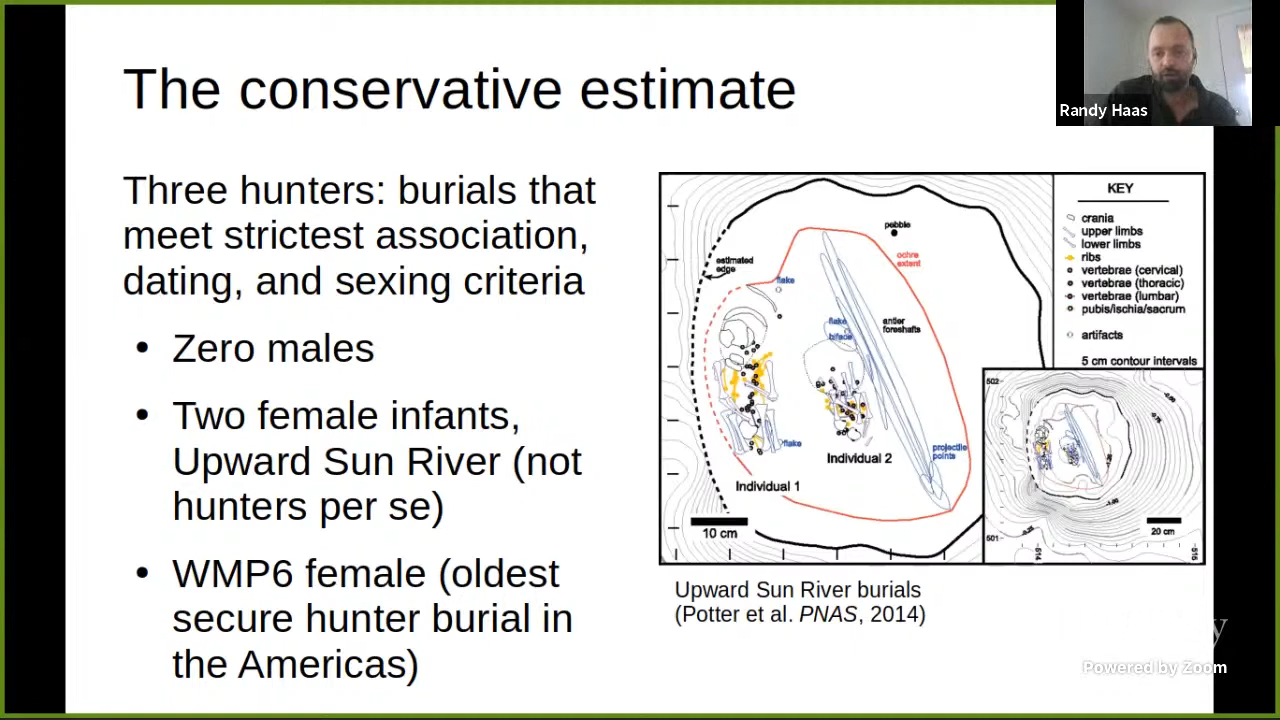 The conservative estimate
Randy Haas
Three hunters: burials that
meet strictest association,
dating, and sexing criteria
• Zero males
• Two female infants,
Upward Sun River (not
hunters per se)
• WMP6 female (oldest
secure hunter burial in
the Americas)
pebble
ochre
extent
estimated
edge
flake
flake
biface
antler
foreshafts
flake
projectile
points
Individual 2
Individual 1
10 cm
KEY
crania
upper limbs
lower limbs
ribs
vertebrae (cervical)
vertebrae (thoracic)
vertebrae (lumbar)
pubis/ischia/sacrum
artifacts
5 cm contour intervals
502
501
514
515
20 cm
Upward Sun River burials
(Potter et al. PNAS, 2014)
Powered by Zoom